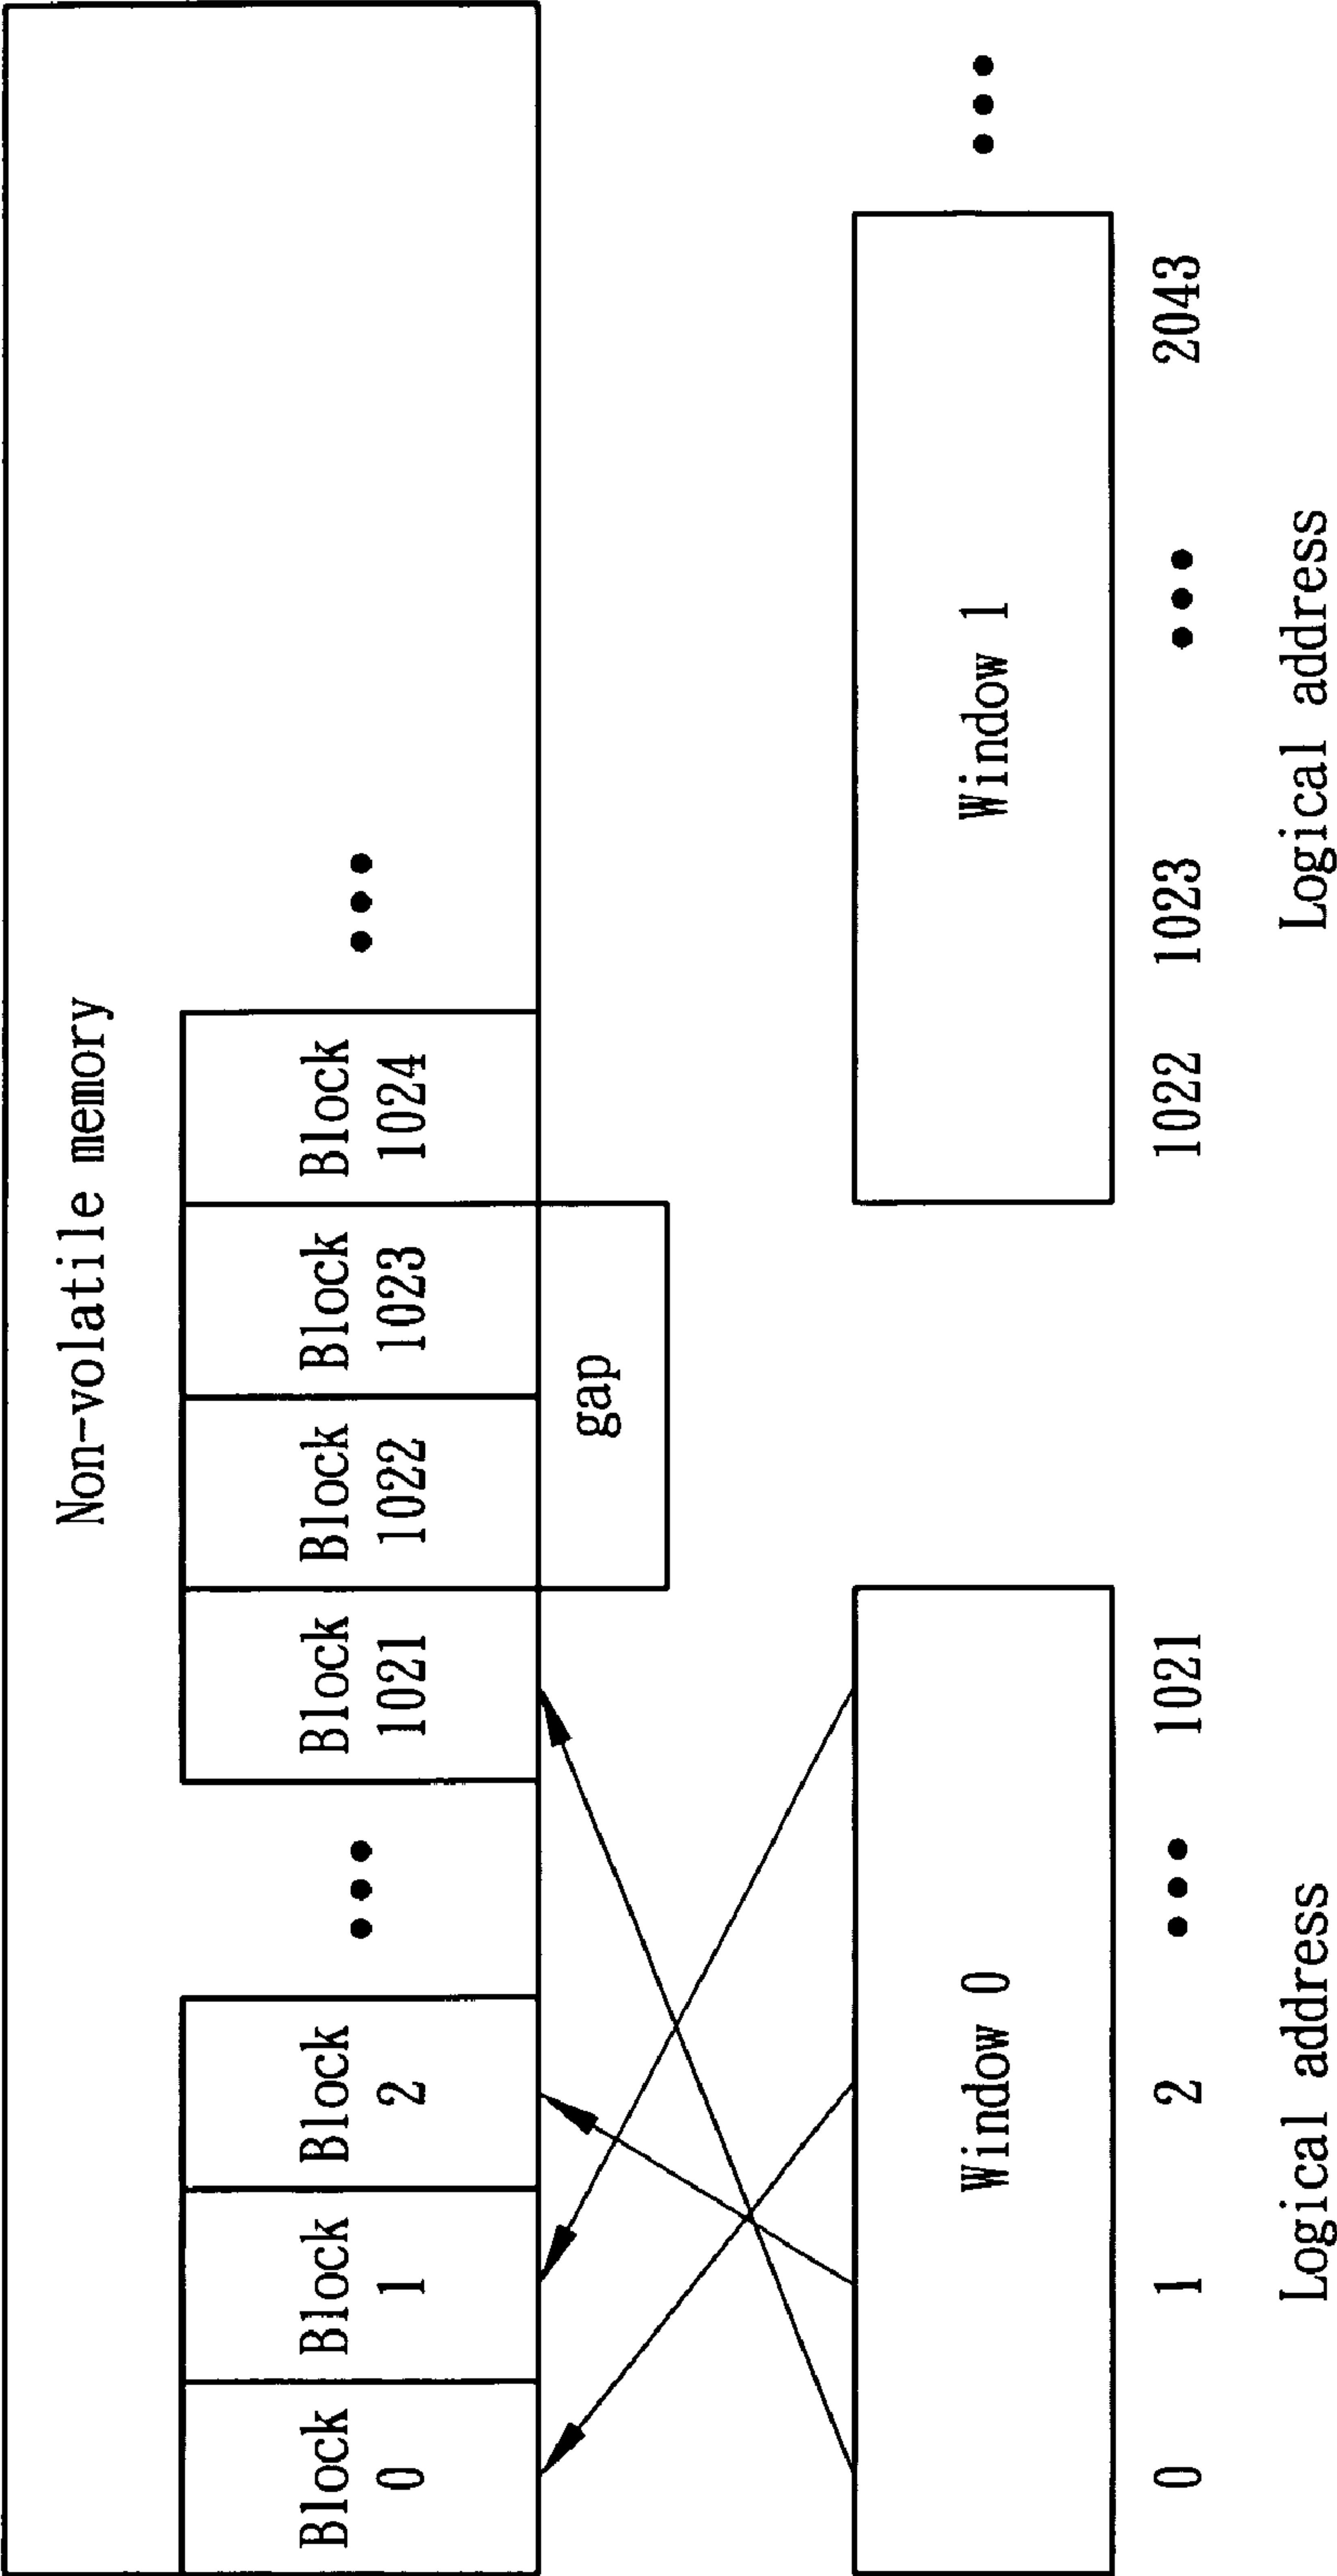 Non-volatile memory
Block
0
Block
1
Block
2
•••
Block
1021
Block
1022
Block
1023
Block
1024
•••
gap
Window 0
Window 1
•••
0 1 2 ••• 1021
1022 1023 ••• 2043
Logical address
Logical address